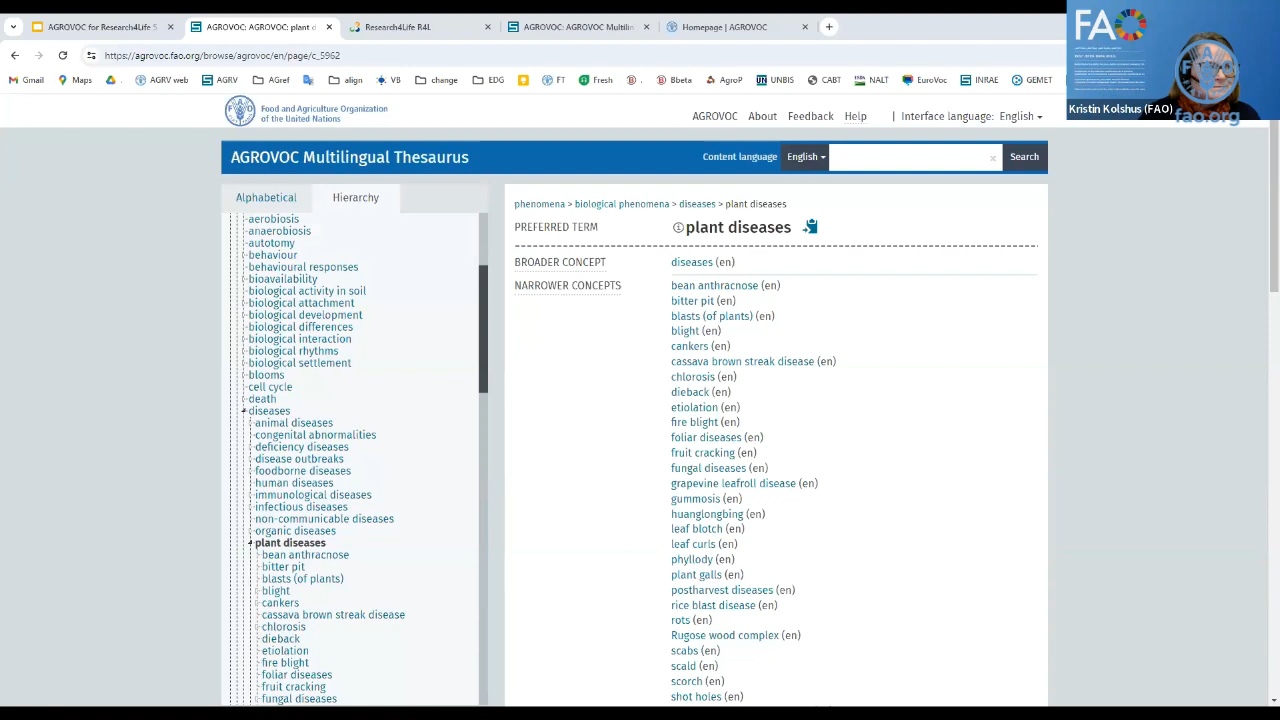 AGROVOC for Research4Life 5
AGROVOC: AGROVOC: plant d
Research4Life R4L
AGROVOC: AGROVOC Multilin
Homepage | AGROVOC
https://agrovoc.fao.org/browse/agrovoc/en/page/c_5962
Gmail
Maps
AGRV web
AGRV
VBref
align
Fresh
UNBIS
NALT
EuroVoc
INRAE
Food and Agriculture Organization
of the United Nations
AGROVOC
About
Feedback
Help
Interface language: English
AGROVOC Multilingual Thesaurus
Content language
English
Search
Alphabetical
Hierarchy
aerobiosis
anaerobiosis
autotomy
behaviour
behavioural responses
bioavailability
biological activity in soil
biological attachment
biological development
biological differences
biological interaction
biological rhythms
biological settlement
blooms
cell cycle
death
diseases
animal diseases
congenital abnormalities
deficiency diseases
disease outbreaks
foodborne diseases
human diseases
immunological diseases
infectious diseases
non-communicable diseases
organic diseases
plant diseases
bean anthracnose
bitter pit
blasts (of plants)
blight
cankers
cassava brown streak disease
chlorosis
dieback
etiolation
fire blight
foliar diseases
fruit cracking
fungal diseases
phenomena > biological phenomena > diseases > plant diseases
PREFERRED TERM
plant diseases
BROADER CONCEPT
diseases (en)
NARROWER CONCEPTS
bean anthracnose (en)
bitter pit (en)
blasts (of plants) (en)
blight (en)
cankers (en)
cassava brown streak disease (en)
chlorosis (en)
dieback (en)
etiolation (en)
fire blight (en)
foliar diseases (en)
fruit cracking (en)
fungal diseases (en)
grapevine leafroll disease (en)
gummosis (en)
huanglongbing (en)
leaf blotch (en)
leaf curls (en)
phyllody (en)
plant galls (en)
postharvest diseases (en)
rice blast disease (en)
rots (en)
Rugose wood complex (en)
scabs (en)
scald (en)
scorch (en)
shot holes (en)
FAO
Kristin Kolshus (FAO)
fao.org